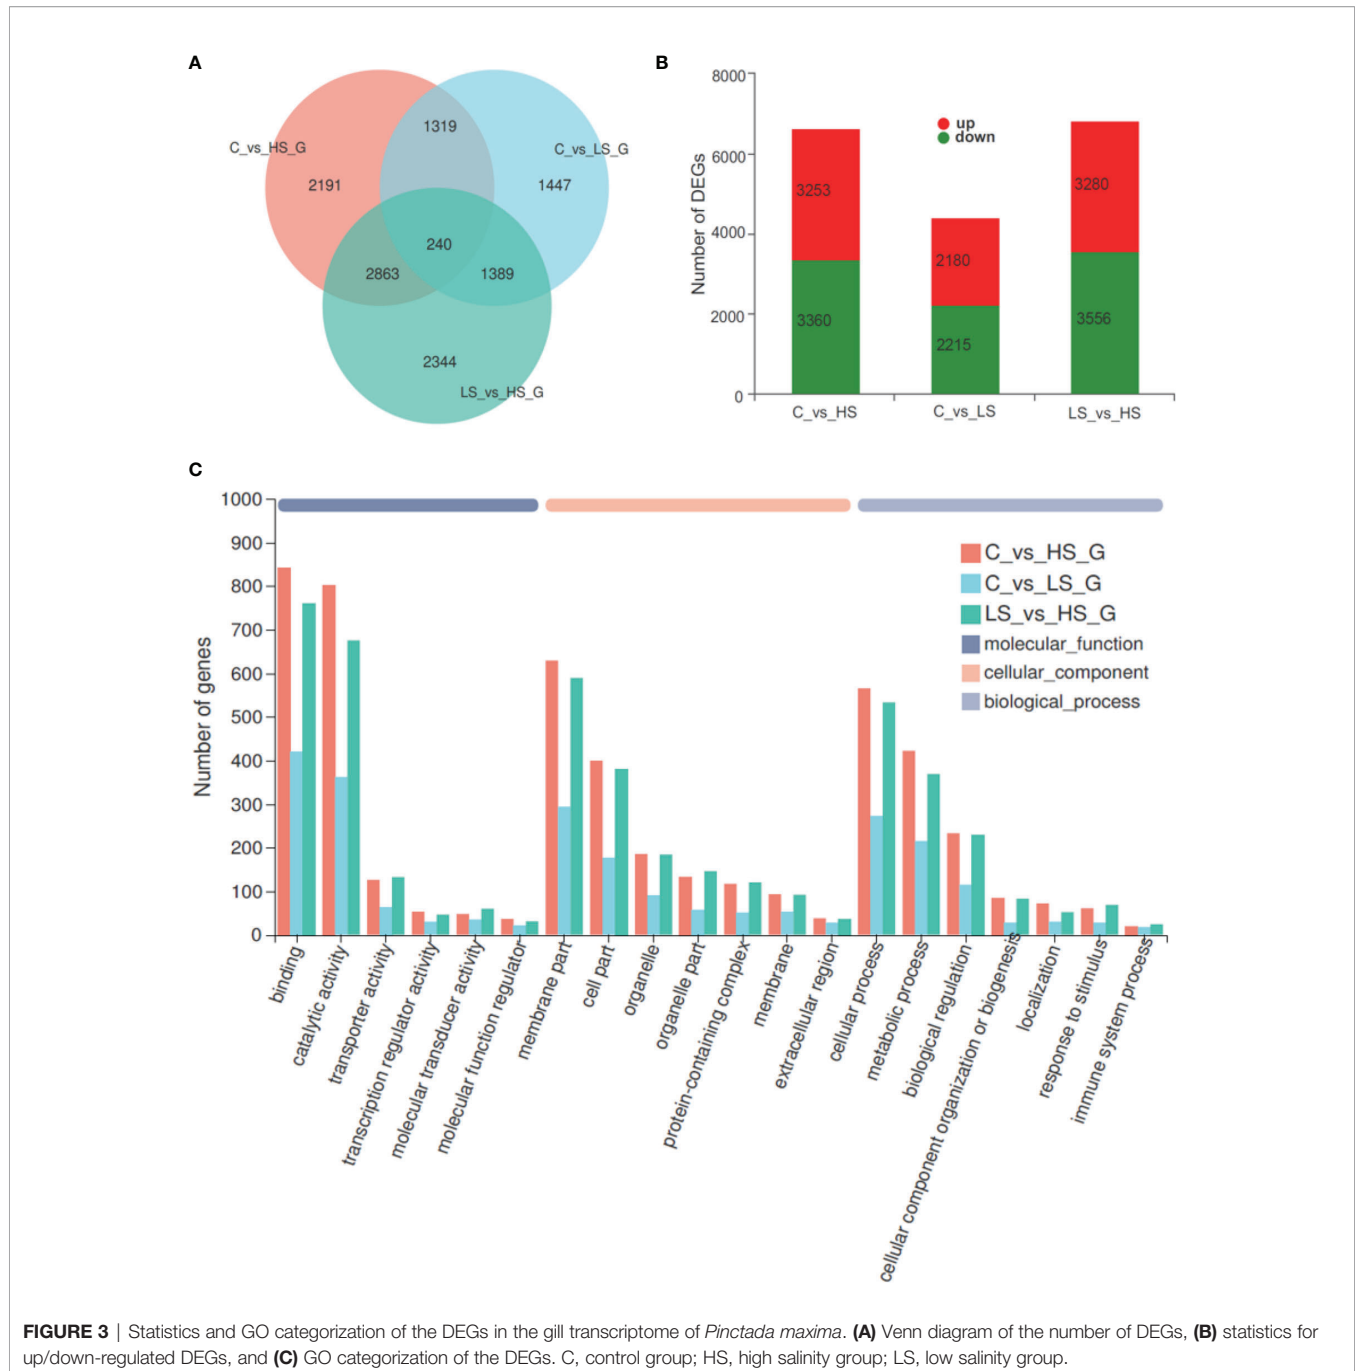 A
C_vs_HS_G
C_vs_LS_G
LS_vs_HS_G
1319
2191
1447
240
2863
1389
2344
B
Number of DEGs
8000
6000
4000
2000
0
up
down
3253
3360
2180
2215
3280
3556
C_vs_HS
C_vs_LS
LS_vs_HS
C
Number of genes
1000
900
800
700
600
500
400
300
200
100
0
C_vs_HS_G
C_vs_LS_G
LS_vs_HS_G
molecular_function
cellular_component
biological_process
binding
catalytic activity
transporter activity
transcription regulator activity
molecular transducer activity
molecular function regulator
membrane part
cell part
organelle
organelle part
protein-containing complex
membrane
extracellular region
cellular process
metabolic process
biological regulation
cellular component organization or biogenesis
localization
response to stimulus
immune system process
FIGURE 3 | Statistics and GO categorization of the DEGs in the gill transcriptome of Pinctada maxima. (A) Venn diagram of the number of DEGs, (B) statistics for
up/down-regulated DEGs, and (C) GO categorization of the DEGs. C, control group; HS, high salinity group; LS, low salinity group.